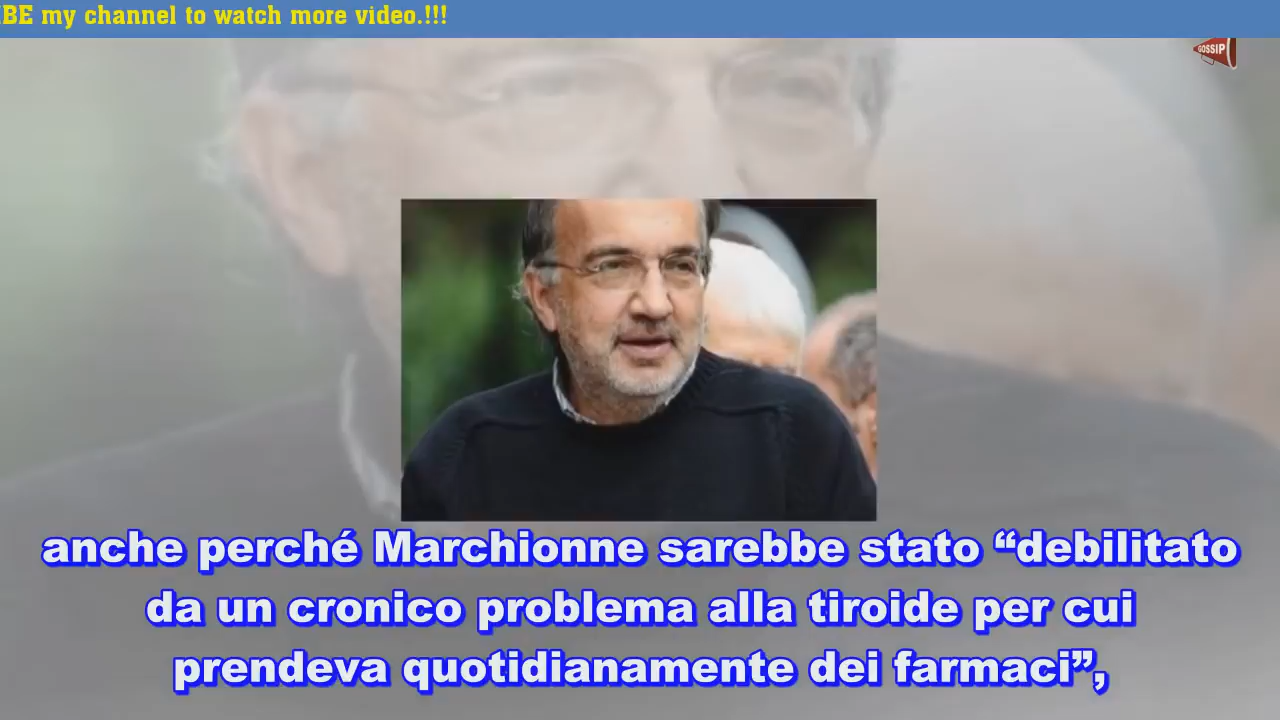 BE my channel to watch more video.!!!
GOSSIP
anche perché Marchionne sarebbe stato “debilitato
da un cronico problema alla tiroide per cui
prendeva quotidianamente dei farmaci”,